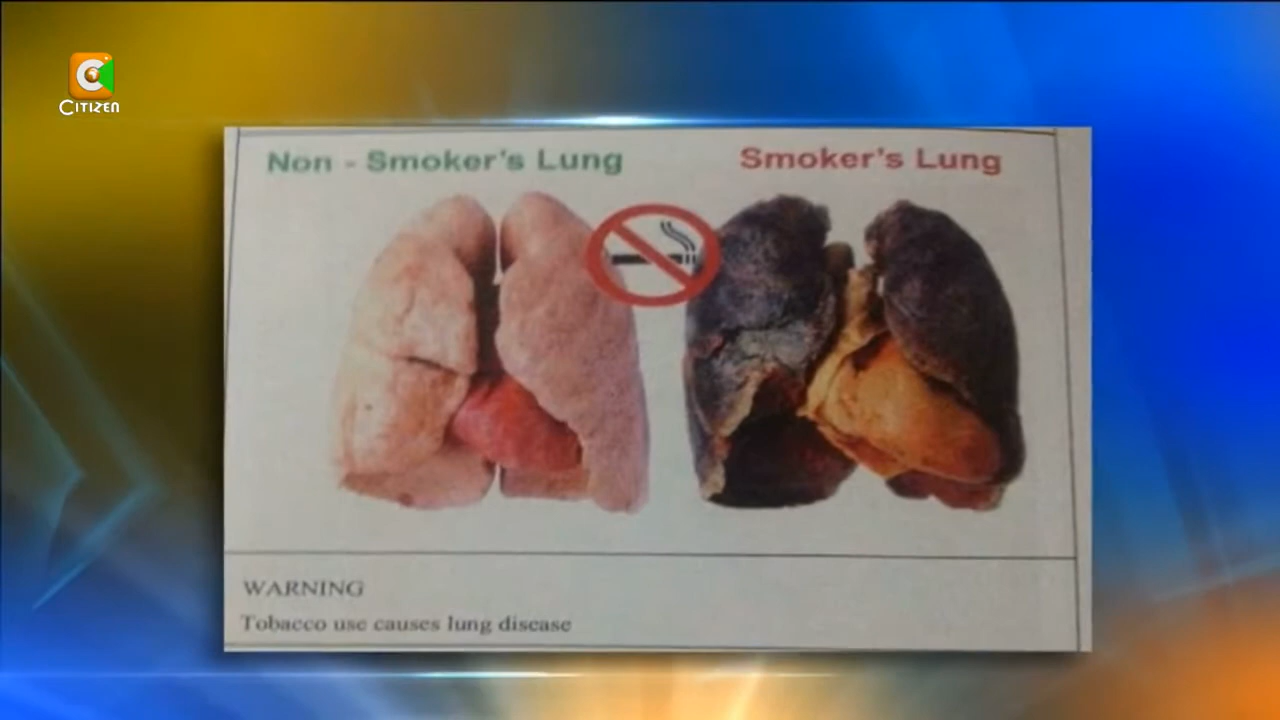 CITIZEN
Non - Smoker's Lung
Smoker's Lung
WARNING
Tobacco use causes lung disease